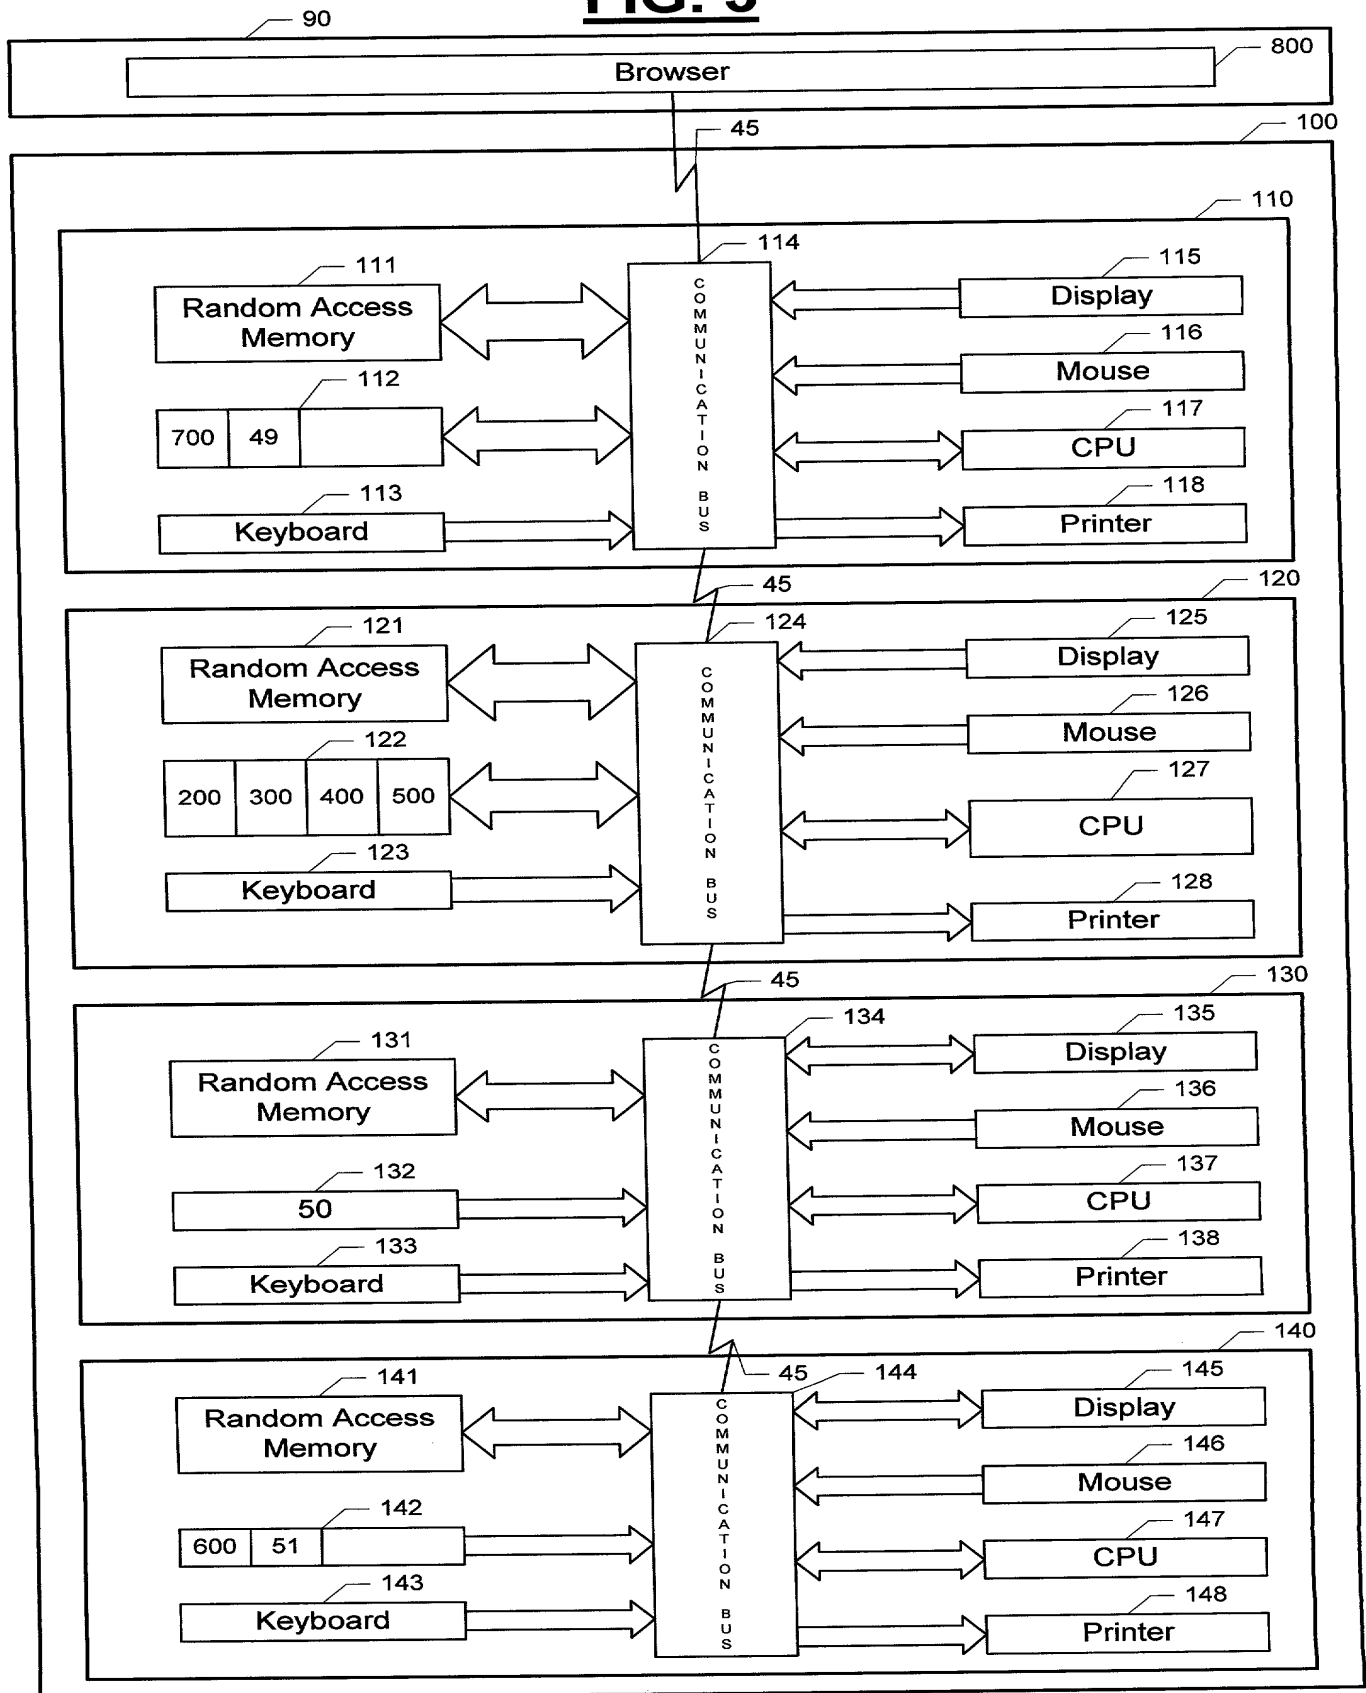 FIG. 5
90
Browser
800
45
100
110
114
111
Random Access
Memory
112
700 49
113
Keyboard
COMMUNICATION BUS
115
Display
116
Mouse
117
CPU
118
Printer
45
120
124
121
Random Access
Memory
122
200 300 400 500
123
Keyboard
COMMUNICATION BUS
125
Display
126
Mouse
127
CPU
128
Printer
45
130
134
131
Random Access
Memory
132
50
133
Keyboard
COMMUNICATION BUS
135
Display
136
Mouse
137
CPU
138
Printer
45
140
144
141
Random Access
Memory
142
600 51
143
Keyboard
COMMUNICATION BUS
145
Display
146
Mouse
147
CPU
148
Printer